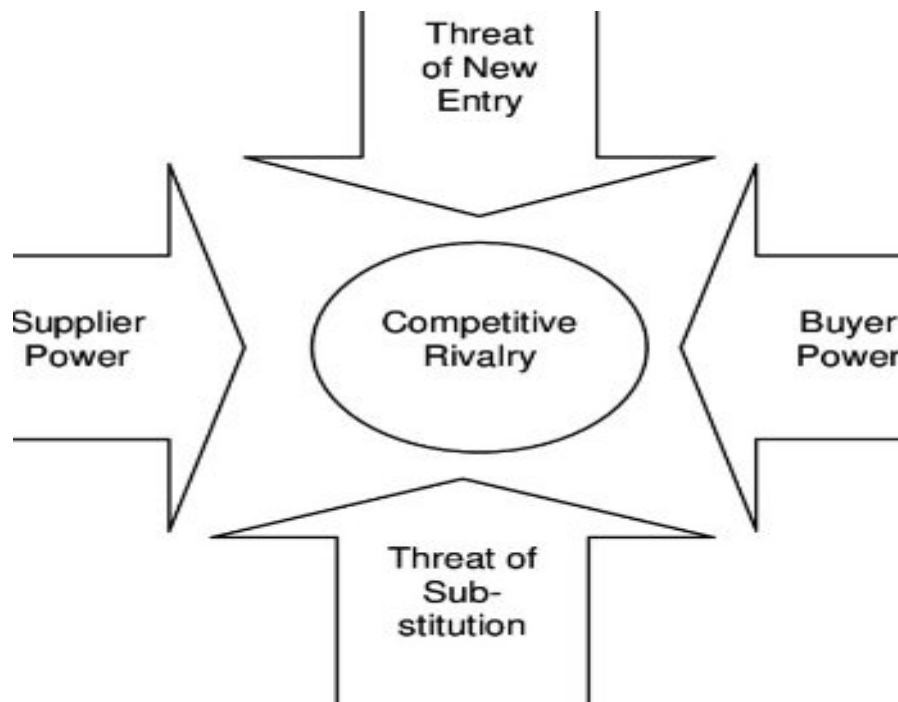 Threat
of New
Entry
Supplier
Power
Competitive
Rivalry
Buyer
Power
Threat of
Sub-
stitution